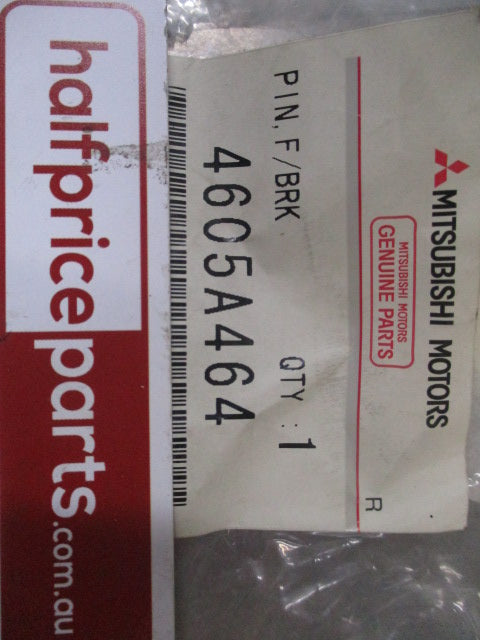 MITSUBISHI MOTORS
MITSUBISHI MOTORS
GENUINE PARTS
R
PIN, F/BRK QTY : 1
4605A464
halfpriceparts.com.au